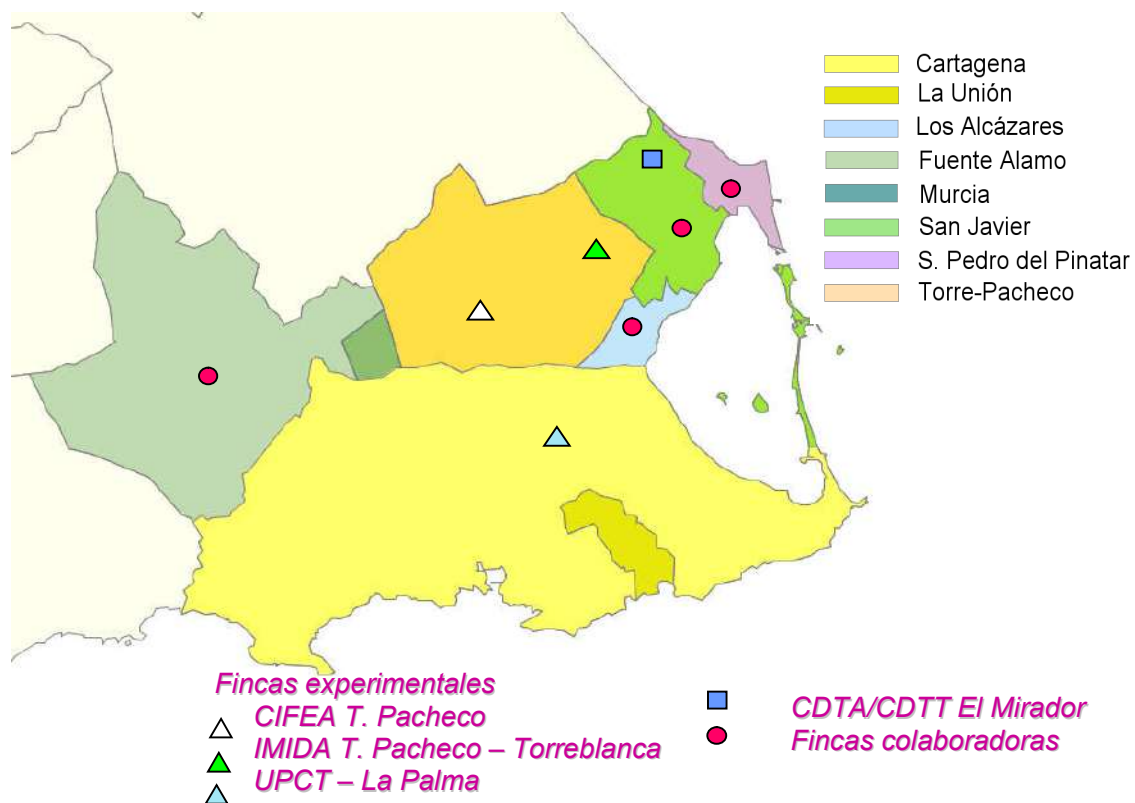 Cartagena
La Unión
Los Alcázares
Fuente Alamo
Murcia
San Javier
S. Pedro del Pinatar
Torre-Pacheco
Fincas experimentales
CIFEA T. Pacheco
IMIDA T. Pacheco – Torreblanca
UPCT – La Palma
CDTA/CDTT El Mirador
Fincas colaboradoras